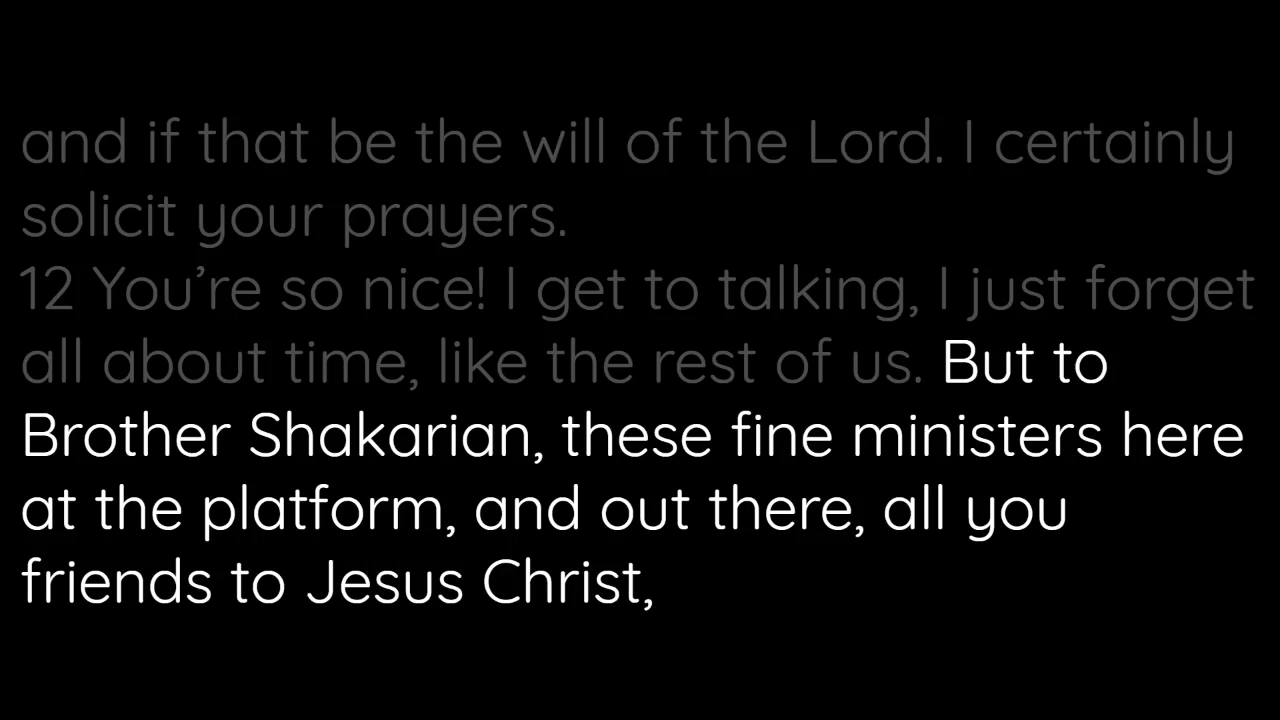 and if that be the will of the Lord. I certainly
solicit your prayers.
12 You’re so nice! I get to talking, I just forget
all about time, like the rest of us. But to
Brother Shakarian, these fine ministers here
at the platform, and out there, all you
friends to Jesus Christ,